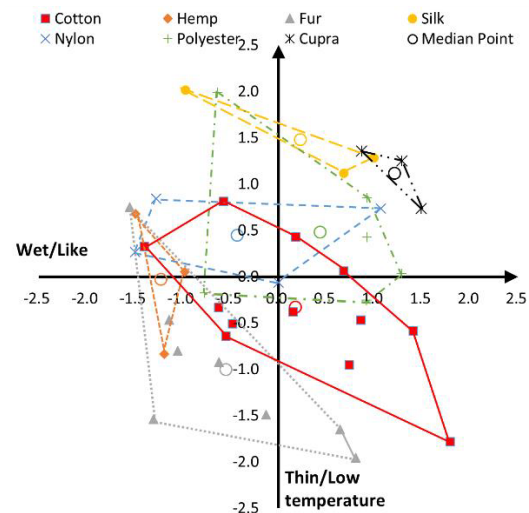 Cotton Hemp Fur Silk
Nylon Polyester Cupra Median Point
2.5
2.0
1.5
1.0
0.5
Wet/Like
0.0
-2.5 -2.0 -1.5 -1.0 -0.5 0.0 0.5 1.0 1.5 2.0 2.5
-0.5
-1.0
-1.5
-2.0
Thin/Low
temperature
-2.5